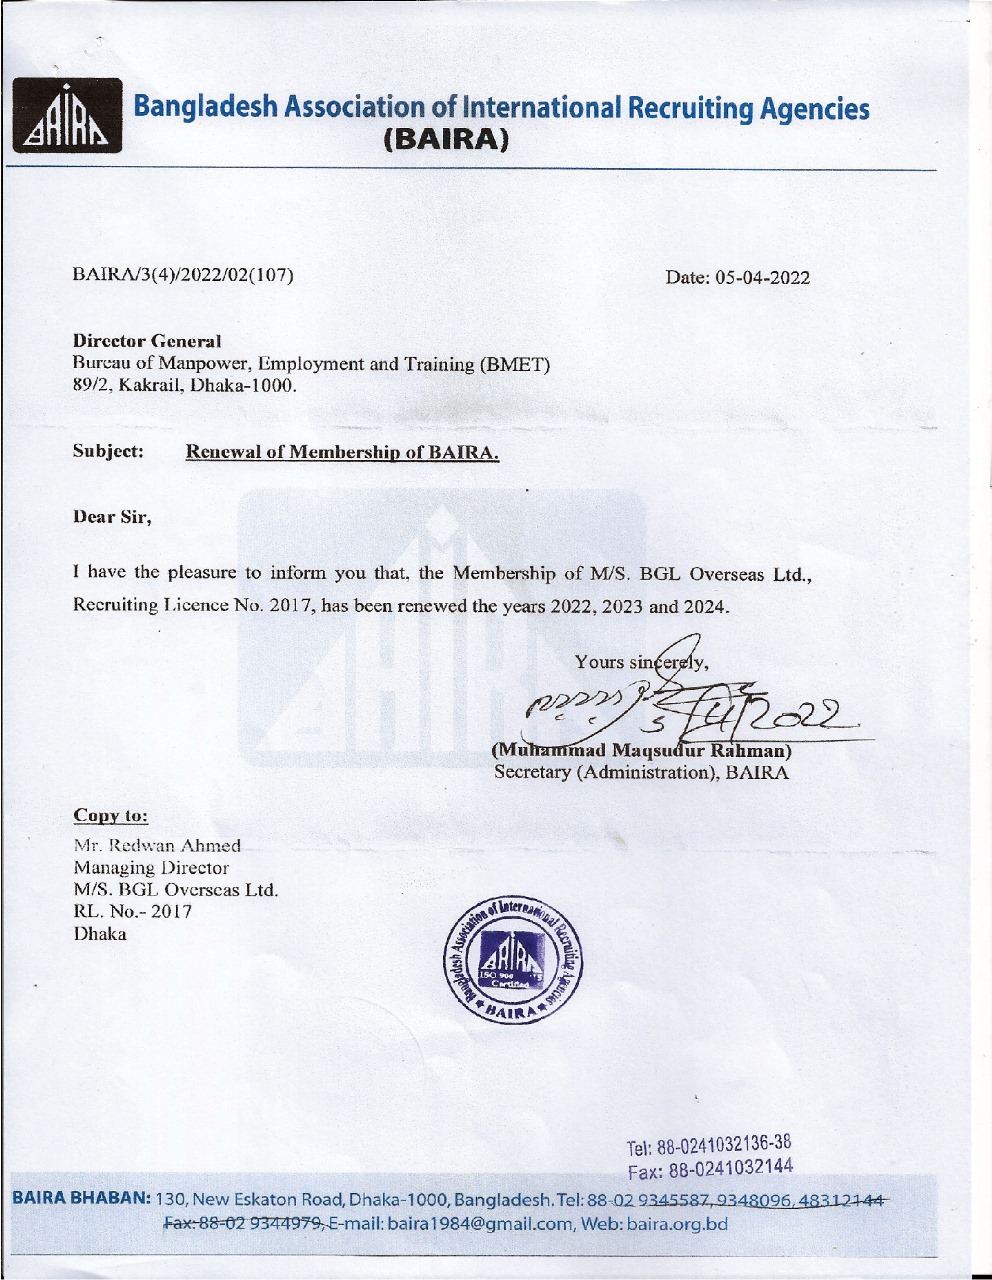 BAIRA
Bangladesh Association of International Recruiting Agencies
(BAIRA)
BAIRA/3(4)/2022/02(107)
Date: 05-04-2022
Director General
Bureau of Manpower, Employment and Training (BMET)
89/2, Kakrail, Dhaka-1000.
Subject: Renewal of Membership of BAIRA.
Dear Sir,
I have the pleasure to inform you that, the Membership of M/S. BGL Overseas Ltd.,
Recruiting Licence No. 2017, has been renewed the years 2022, 2023 and 2024.
BAIRA
Yours sincerely,
5/4/2022
(Muhammad Maqsudur Rahman)
Secretary (Administration), BAIRA
Copy to:
Mr. Redwan Ahmed
Managing Director
M/S. BGL Overseas Ltd.
RL. No.- 2017
Dhaka
Bangladesh Association of International Recruiting Agencies
BAIRA
ISO
Certified
BAIRA
Tel: 88-0241032136-38
Fax: 88-0241032144
BAIRA BHABAN: 130, New Eskaton Road, Dhaka-1000, Bangladesh. Tel: 88-02 9345587, 9348096, 48312144
Fax: 88-02 9344979, E-mail: baira1984@gmail.com, Web: baira.org.bd